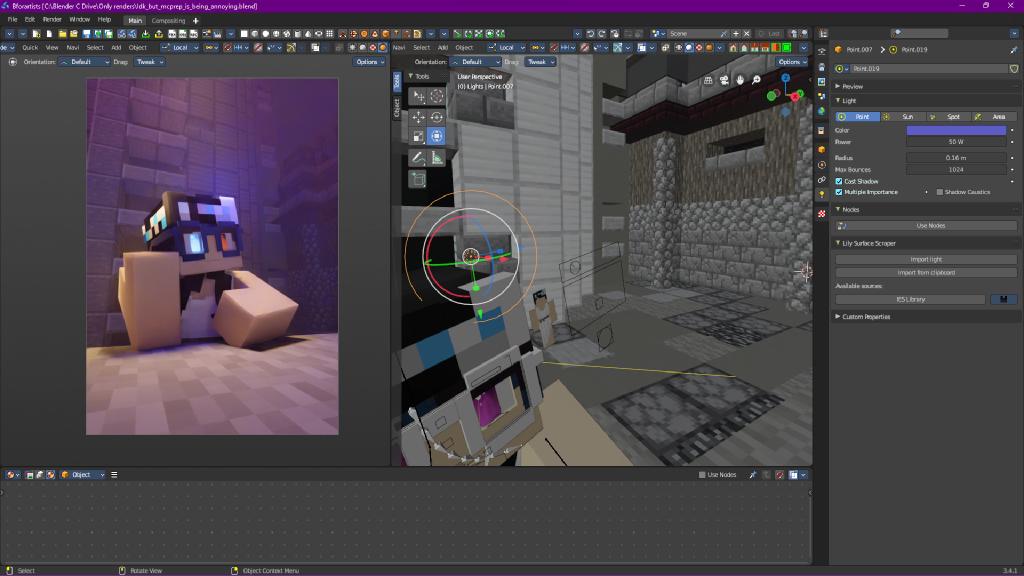 Bforartists [C:\Blender C Drive\Only renders\Idk_but_mcprep_is_being_annoying.blend]
File Edit Render Window Help Main Compositing +
Scene
Quick View Navi Select Add Object Local
Navi Select Add Object Local
Orientation: Default Drag: Tweak Options
Orientation: Default Drag: Tweak Options
Tools
Tools
Object
User Perspective
(0) lLights | Point.007
Point.007 > Point.019
Point.019
Preview
Light
Point Sun Spot Area
Color
Power 50 W
Radius 0.16 m
Max Bounces 1024
Cast Shadow
Multiple Importance Shadow Caustics
Nodes
Use Nodes
Lily Surface Scraper
Import light
Import from clipboard
Available sources:
IES Library
Custom Properties
Object Use Nodes
Select Rotate View Object Context Menu 3.4.1